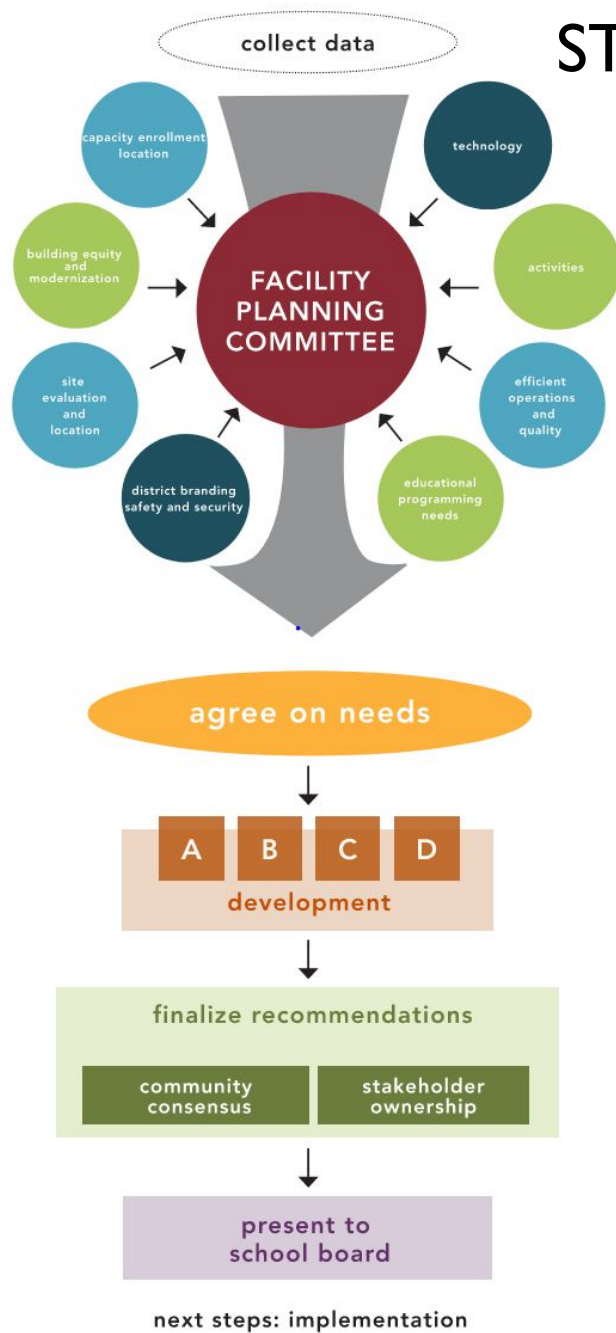 collect data
ST
capacity enrollment
location
technology
building equity
and
modernization
FACILITY
PLANNING
COMMITTEE
activities
site
evaluation
and
location
efficient
operations
and
quality
district branding
safety and security
educational
programming
needs
agree on needs
A B C D
development
finalize recommendations
community
consensus
stakeholder
ownership
present to
school board
next steps: implementation